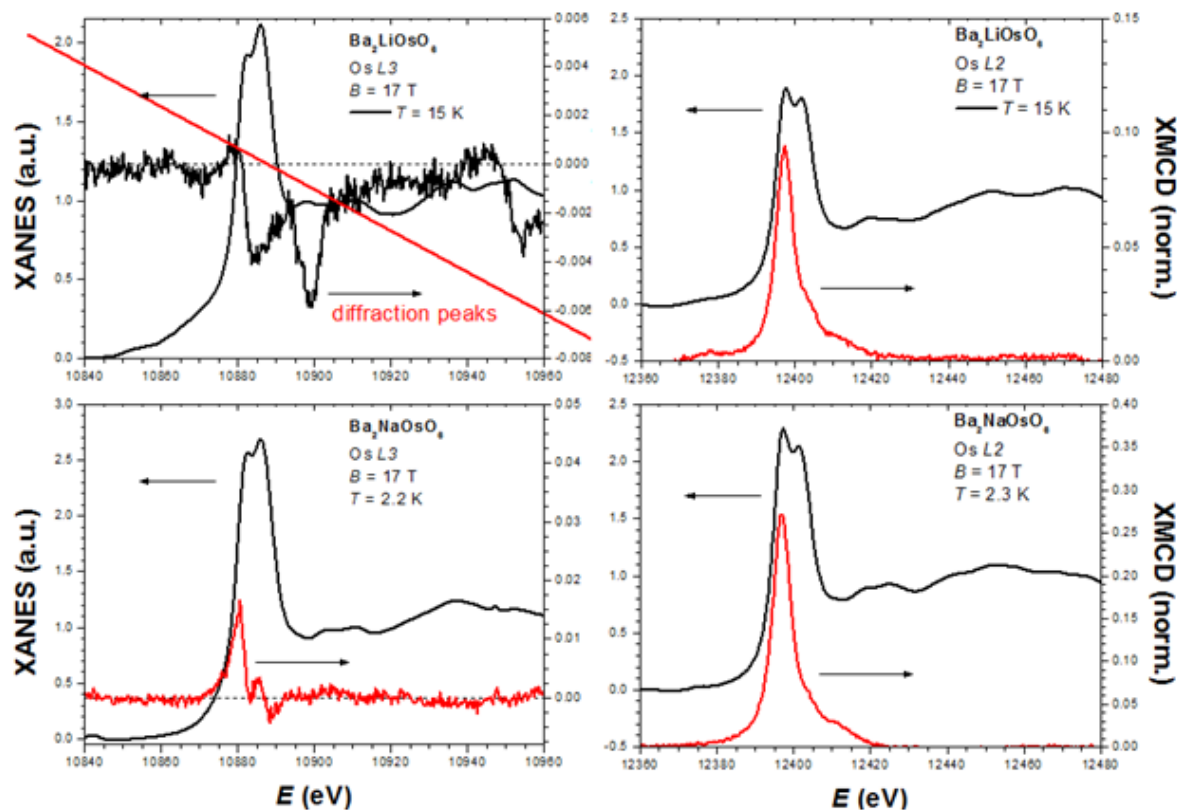 Ba₂LiOsO₆
Os L3
B = 17 T
T = 15 K
diffraction peaks
XANES (a.u.)
2.0
1.5
1.0
0.5
0.0
0.006
0.004
0.002
0.000
-0.002
-0.004
-0.006
-0.008
10840 10860 10880 10900 10920 10940 10960
Ba₂LiOsO₆
Os L2
B = 17 T
T = 15 K
2.5
2.0
1.5
1.0
0.5
0.0
-0.5
0.15
0.10
0.05
0.00
XMCD (norm.)
12360 12380 12400 12420 12440 12460 12480
Ba₂NaOsO₆
Os L3
B = 17 T
T = 2.2 K
XANES (a.u.)
3.0
2.5
2.0
1.5
1.0
0.5
0.0
0.05
0.04
0.03
0.02
0.01
0.00
10840 10860 10880 10900 10920 10940 10960
E (eV)
Ba₂NaOsO₆
Os L2
B = 17 T
T = 2.3 K
2.5
2.0
1.5
1.0
0.5
0.0
-0.5
0.40
0.35
0.30
0.25
0.20
0.15
0.10
0.05
0.00
XMCD (norm.)
12360 12380 12400 12420 12440 12460 12480
E (eV)